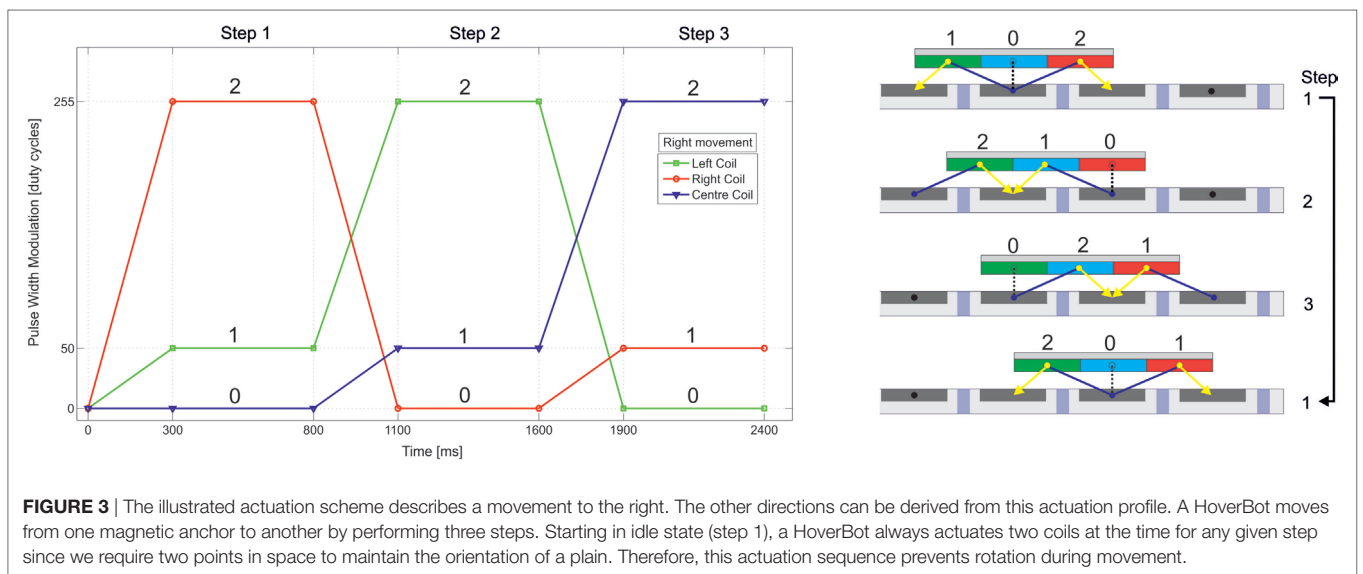 Step 1 Step 2 Step 3
255
50
0
2 2 2
1 1 1
0 0 0
Pulse Width Modulation [duty cycles]
0 300 800 1100 1600 1900 2400
Time [ms]
Right movement
Left Coil
Right Coil
Centre Coil
1 0 2
Step
1
2 1 0
2
0 2 1
3
2 0 1
1
FIGURE 3 | The illustrated actuation scheme describes a movement to the right. The other directions can be derived from this actuation profile. A HoverBot moves
from one magnetic anchor to another by performing three steps. Starting in idle state (step 1), a HoverBot always actuates two coils at the time for any given step
since we require two points in space to maintain the orientation of a plain. Therefore, this actuation sequence prevents rotation during movement.